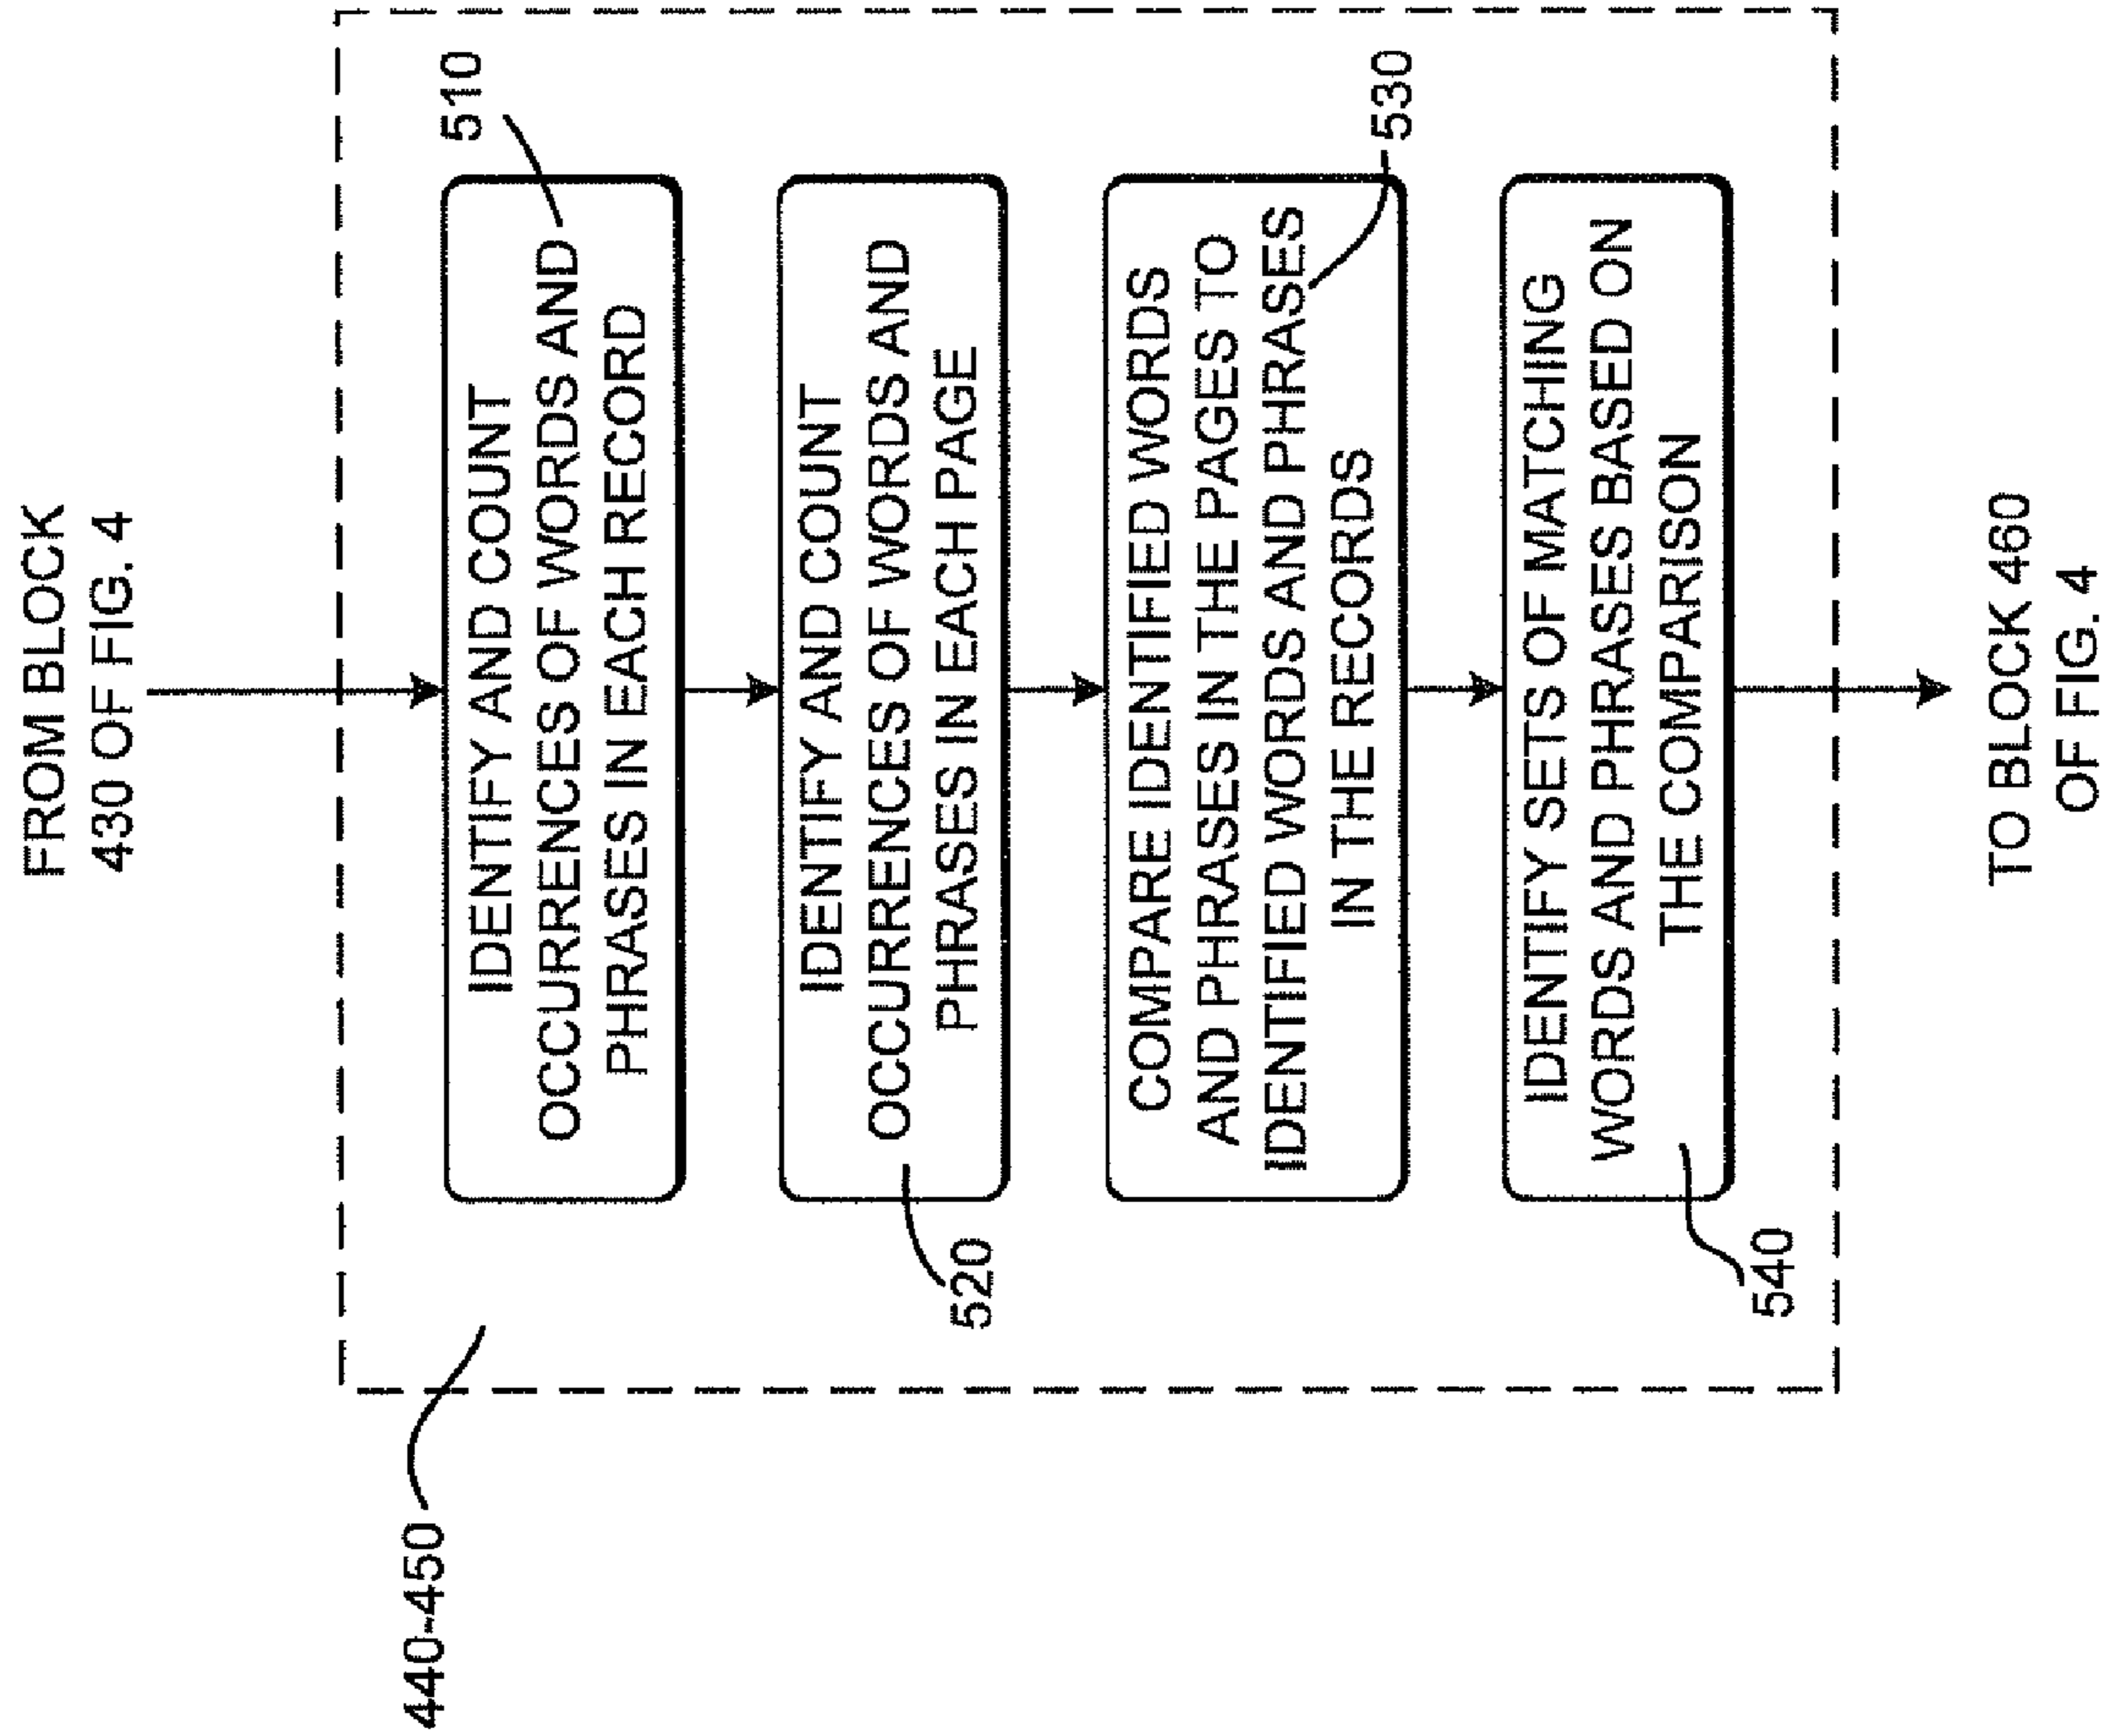 FROM BLOCK
430 OF FIG. 4
440-450
510
IDENTIFY AND COUNT
OCCURRENCES OF WORDS AND
PHRASES IN EACH RECORD
520
IDENTIFY AND COUNT
OCCURRENCES OF WORDS AND
PHRASES IN EACH PAGE
530
COMPARE IDENTIFIED WORDS
AND PHRASES IN THE PAGES TO
IDENTIFIED WORDS AND PHRASES
IN THE RECORDS
540
IDENTIFY SETS OF MATCHING
WORDS AND PHRASES BASED ON
THE COMPARISON
TO BLOCK 460
OF FIG. 4